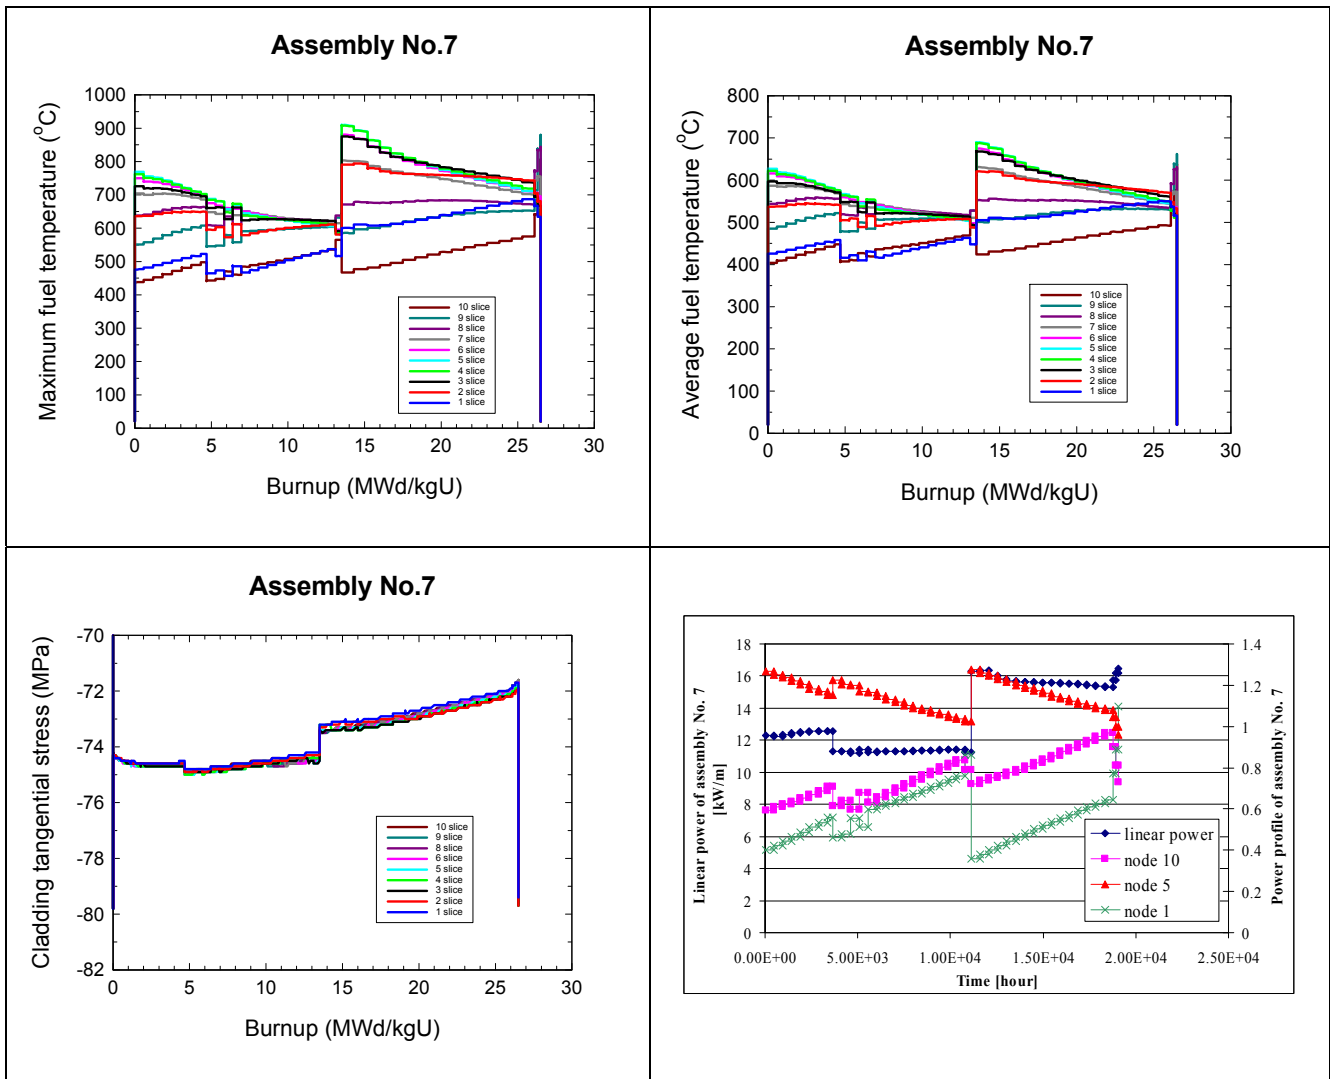 Assembly No.7
Maximum fuel temperature (°C)
1000
900
800
700
600
500
400
300
200
100
0
0 5 10 15 20 25 30
Burnup (MWd/kgU)
10 slice
9 slice
8 slice
7 slice
6 slice
5 slice
4 slice
3 slice
2 slice
1 slice
Assembly No.7
Average fuel temperature (°C)
800
700
600
500
400
300
200
100
0
0 5 10 15 20 25 30
Burnup (MWd/kgU)
10 slice
9 slice
8 slice
7 slice
6 slice
5 slice
4 slice
3 slice
2 slice
1 slice
Assembly No.7
Cladding tangential stress (MPa)
-70
-72
-74
-76
-78
-80
-82
0 5 10 15 20 25 30
Burnup (MWd/kgU)
10 slice
9 slice
8 slice
6 slice
5 slice
4 slice
3 slice
2 slice
1 slice
Linear power of assembly No. 7
[kW/m]
18
16
14
12
10
8
6
4
2
0
1.4
1.2
1
0.8
0.6
0.4
0.2
0
Power profile of assembly No. 7
linear power
node 10
node 5
node 1
0.00E+00 5.00E+03 1.00E+04 1.50E+04 2.00E+04 2.50E+04
Time [hour]